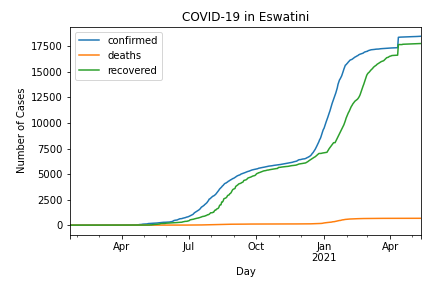 COVID-19 in Eswatini
confirmed
deaths
recovered
Number of Cases
17500
15000
12500
10000
7500
5000
2500
0
Apr
Jul
Oct
Jan
2021
Apr
Day